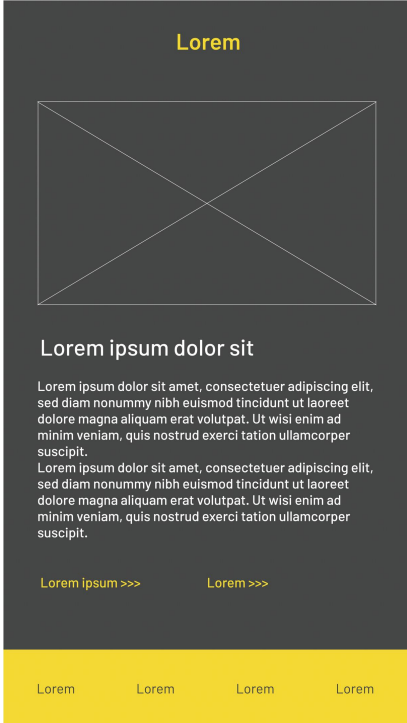 Lorem
Lorem ipsum dolor sit
Lorem ipsum dolor sit amet, consectetuer adipiscing elit,
sed diam nonummy nibh euismod tincidunt ut laoreet
dolore magna aliquam erat volutpat. Ut wisi enim ad
minim veniam, quis nostrud exerci tation ullamcorper
suscipit.
Lorem ipsum dolor sit amet, consectetuer adipiscing elit,
sed diam nonummy nibh euismod tincidunt ut laoreet
dolore magna aliquam erat volutpat. Ut wisi enim ad
minim veniam, quis nostrud exerci tation ullamcorper
suscipit.
Lorem ipsum >>> Lorem >>>
Lorem Lorem Lorem Lorem